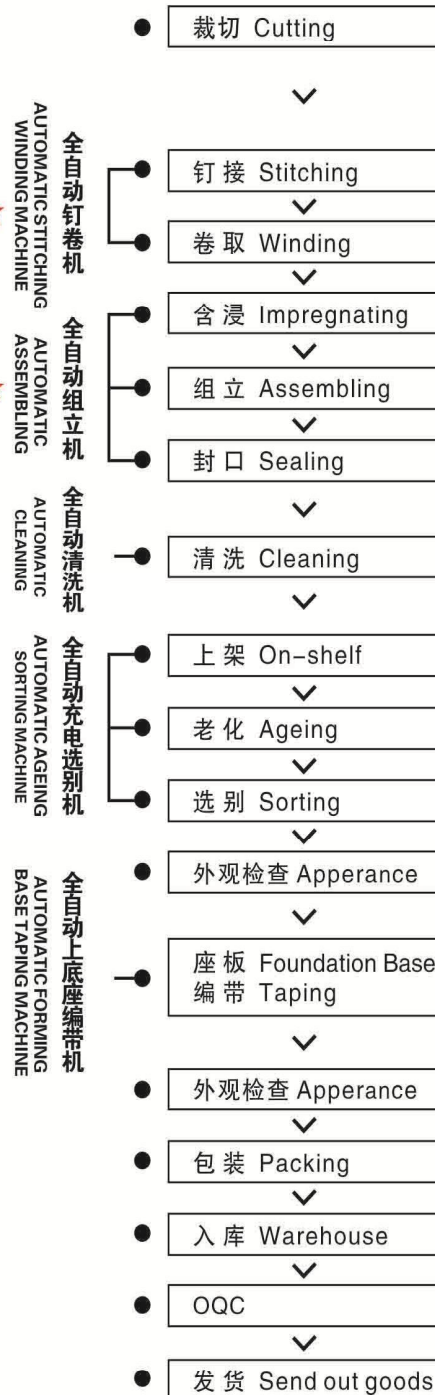 裁切 Cutting
全自动钉卷机
AUTOMATIC STITCHING
WINDING MACHINE
钉接 Stitching
卷取 Winding
全自动组立机
AUTOMATIC
ASSEMBLING
含浸 Impregnating
组立 Assembling
封口 Sealing
全自动清洗机
AUTOMATIC
CLEANING
清洗 Cleaning
全自动充电选别机
AUTOMATIC AGEING
SORTING MACHINE
上架 On-shelf
老化 Ageing
选别 Sorting
外观检查 Apperance
全自动上底座编带机
AUTOMATIC FORMING
BASE TAPING MACHINE
座板 Foundation Base
编带 Taping
外观检查 Apperance
包装 Packing
入库 Warehouse
OQC
发货 Send out goods